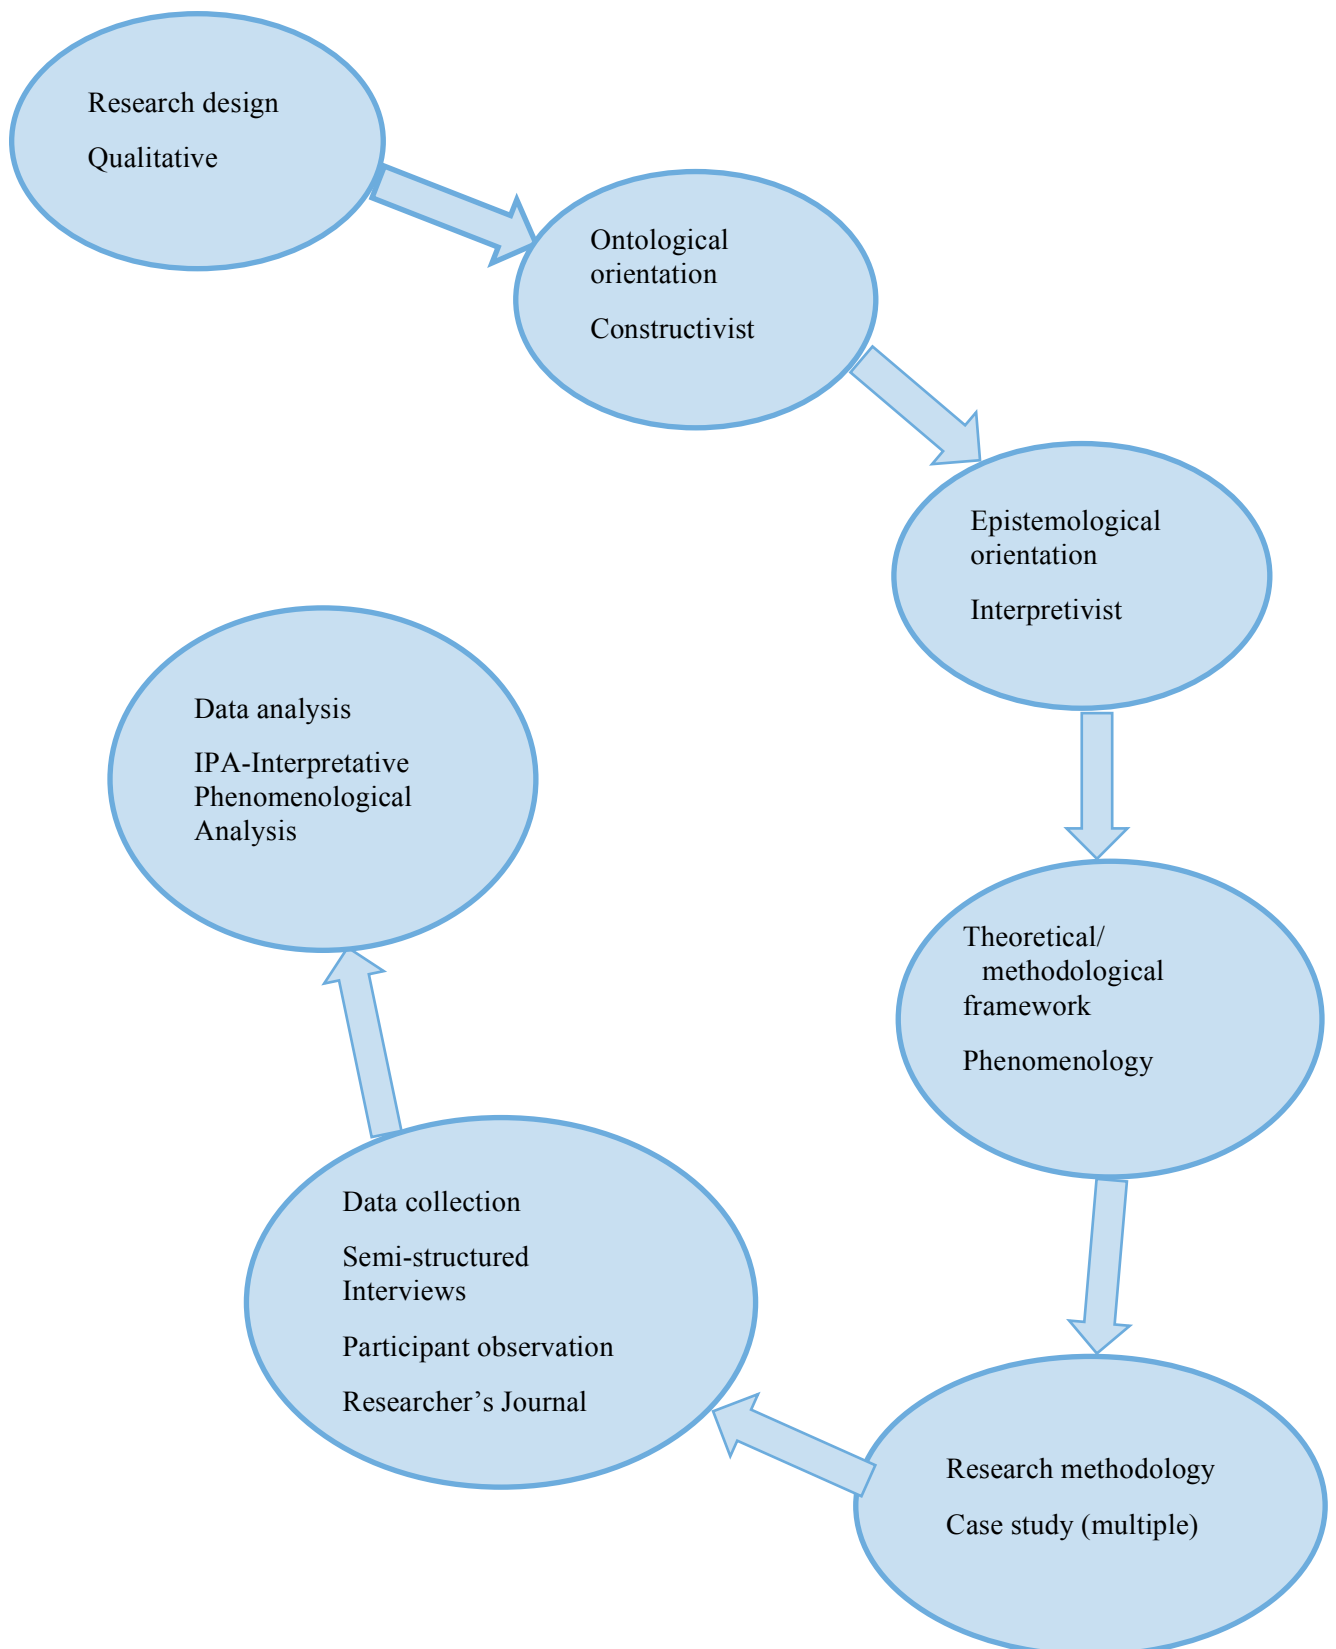 Research design
Qualitative
Ontological
orientation
Constructivist
Epistemological
orientation
Interpretivist
Theoretical/
methodological
framework
Phenomenology
Research methodology
Case study (multiple)
Data collection
Semi-structured
Interviews
Participant observation
Researcher’s Journal
Data analysis
IPA-Interpretative
Phenomenological
Analysis